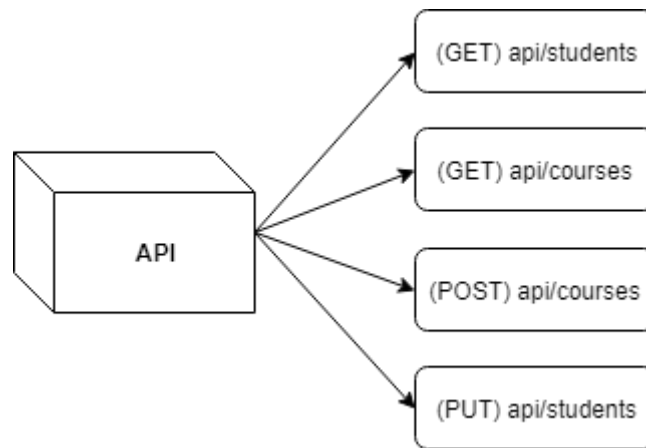 (GET) api/students
(GET) api/courses
API
(POST) api/courses
(PUT) api/students